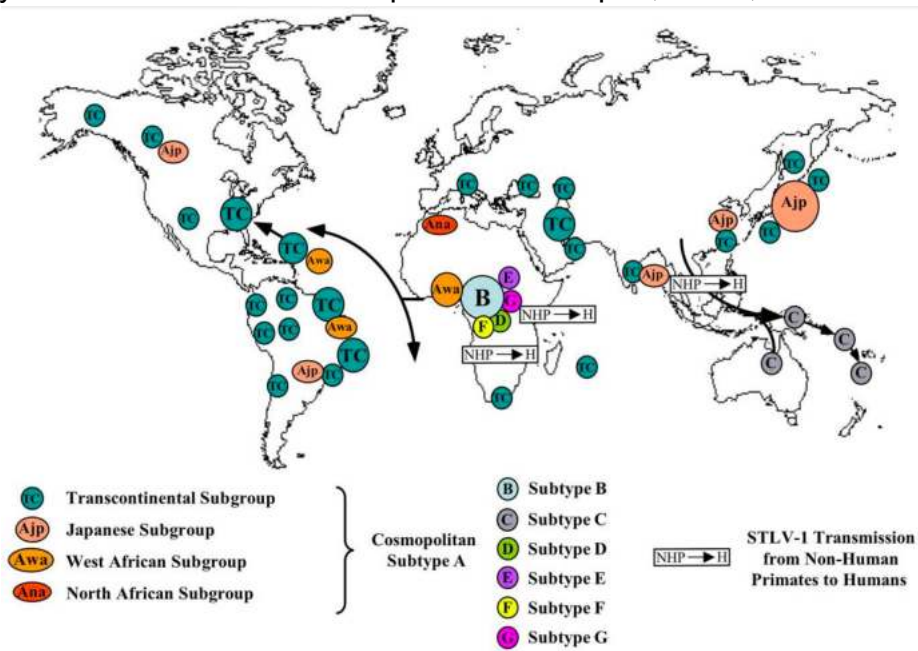 TC
TC
Ajp
TC
TC
TC
Awa
TC
TC
TC
Awa
TC
TC
TC
Ajp
TC
TC
TC
TC
TC
Ana
TC
TC
Awa
B
E
G
D
F
NHP → H
NHP → H
TC
TC
TC
TC
Ajp
TC
Ajp
TC
TC
Ajp
NHP → H
C
C
C
C
TC Transcontinental Subgroup
Ajp Japanese Subgroup
Awa West African Subgroup
Ana North African Subgroup
Cosmopolitan
Subtype A
B Subtype B
C Subtype C
D Subtype D
E Subtype E
F Subtype F
G Subtype G
NHP → H
STLV-1 Transmission
from Non-Human
Primates to Humans